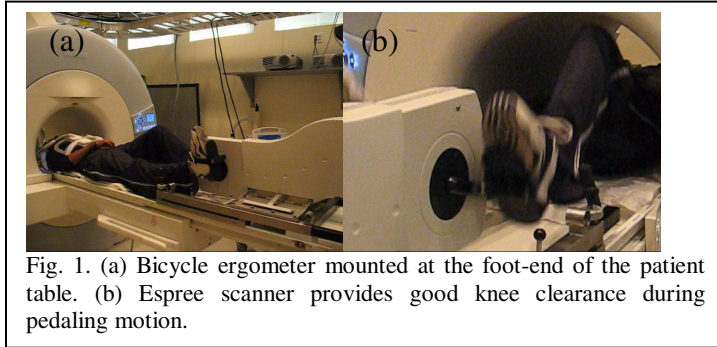 (a)
(b)
Fig. 1. (a) Bicycle ergometer mounted at the foot-end of the patient
table. (b) Espree scanner provides good knee clearance during
pedaling motion.